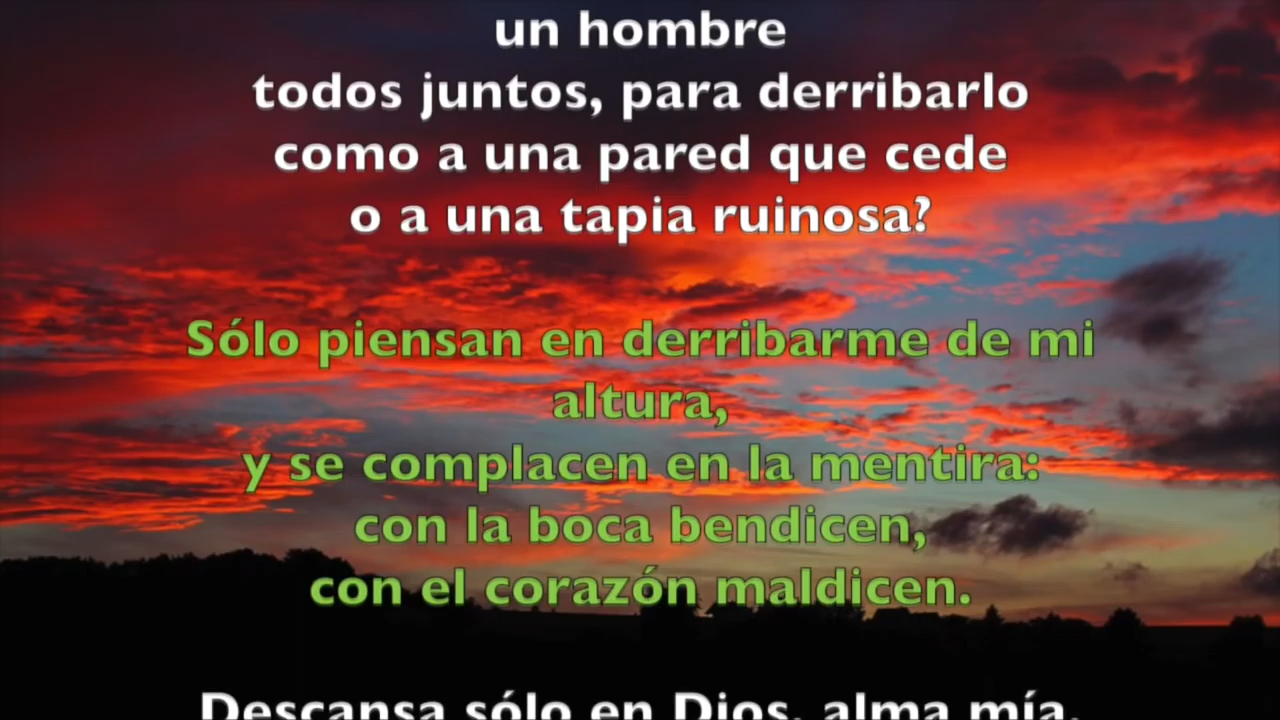 un hombre
todos juntos, para derribarlo
como a una pared que cede
o a una tapia ruinosa?
Sólo piensan en derribarme de mi
altura,
y se complacen en la mentira:
con la boca bendicen,
con el corazón maldicen.
Descansa sólo en Dios, alma mía,